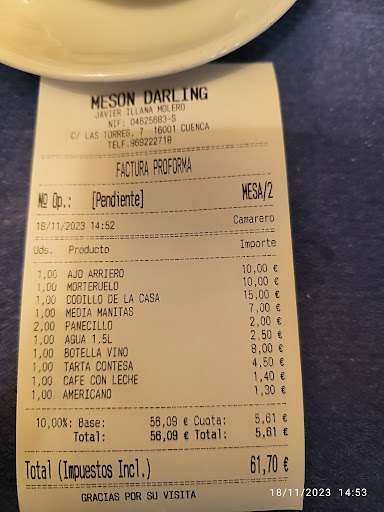 MESON DARLING
JAVIER ILLANA MOLERO
NIF: 04625683-S
C/ LAS TORRES, 7 16001 CUENCA
TELF.969222718
FACTURA PROFORMA
Nº Op.: [Pendiente] MESA/2
18/11/2023 14:52 Camarero
Uds. Producto Importe
1,00 AJO ARRIERO 10,00 €
1,00 MORTERUELO 10,00 €
1,00 CODILLO DE LA CASA 15,00 €
1,00 MEDIA MANITAS 7,00 €
2,00 PANECILLO 2,00 €
1,00 AGUA 1.5L 2,50 €
1,00 BOTELLA VINO 8,00 €
1,00 TARTA CONTESA 4,50 €
1,00 CAFE CON LECHE 1,40 €
1,00 AMERICANO 1,30 €
10,00%: Base: 56,09 € Cuota: 5,61 €
Total: 56,09 € Total: 5,61 €
Total (Impuestos Incl.) 61,70 €
GRACIAS POR SU VISITA
18/11/2023 14:53